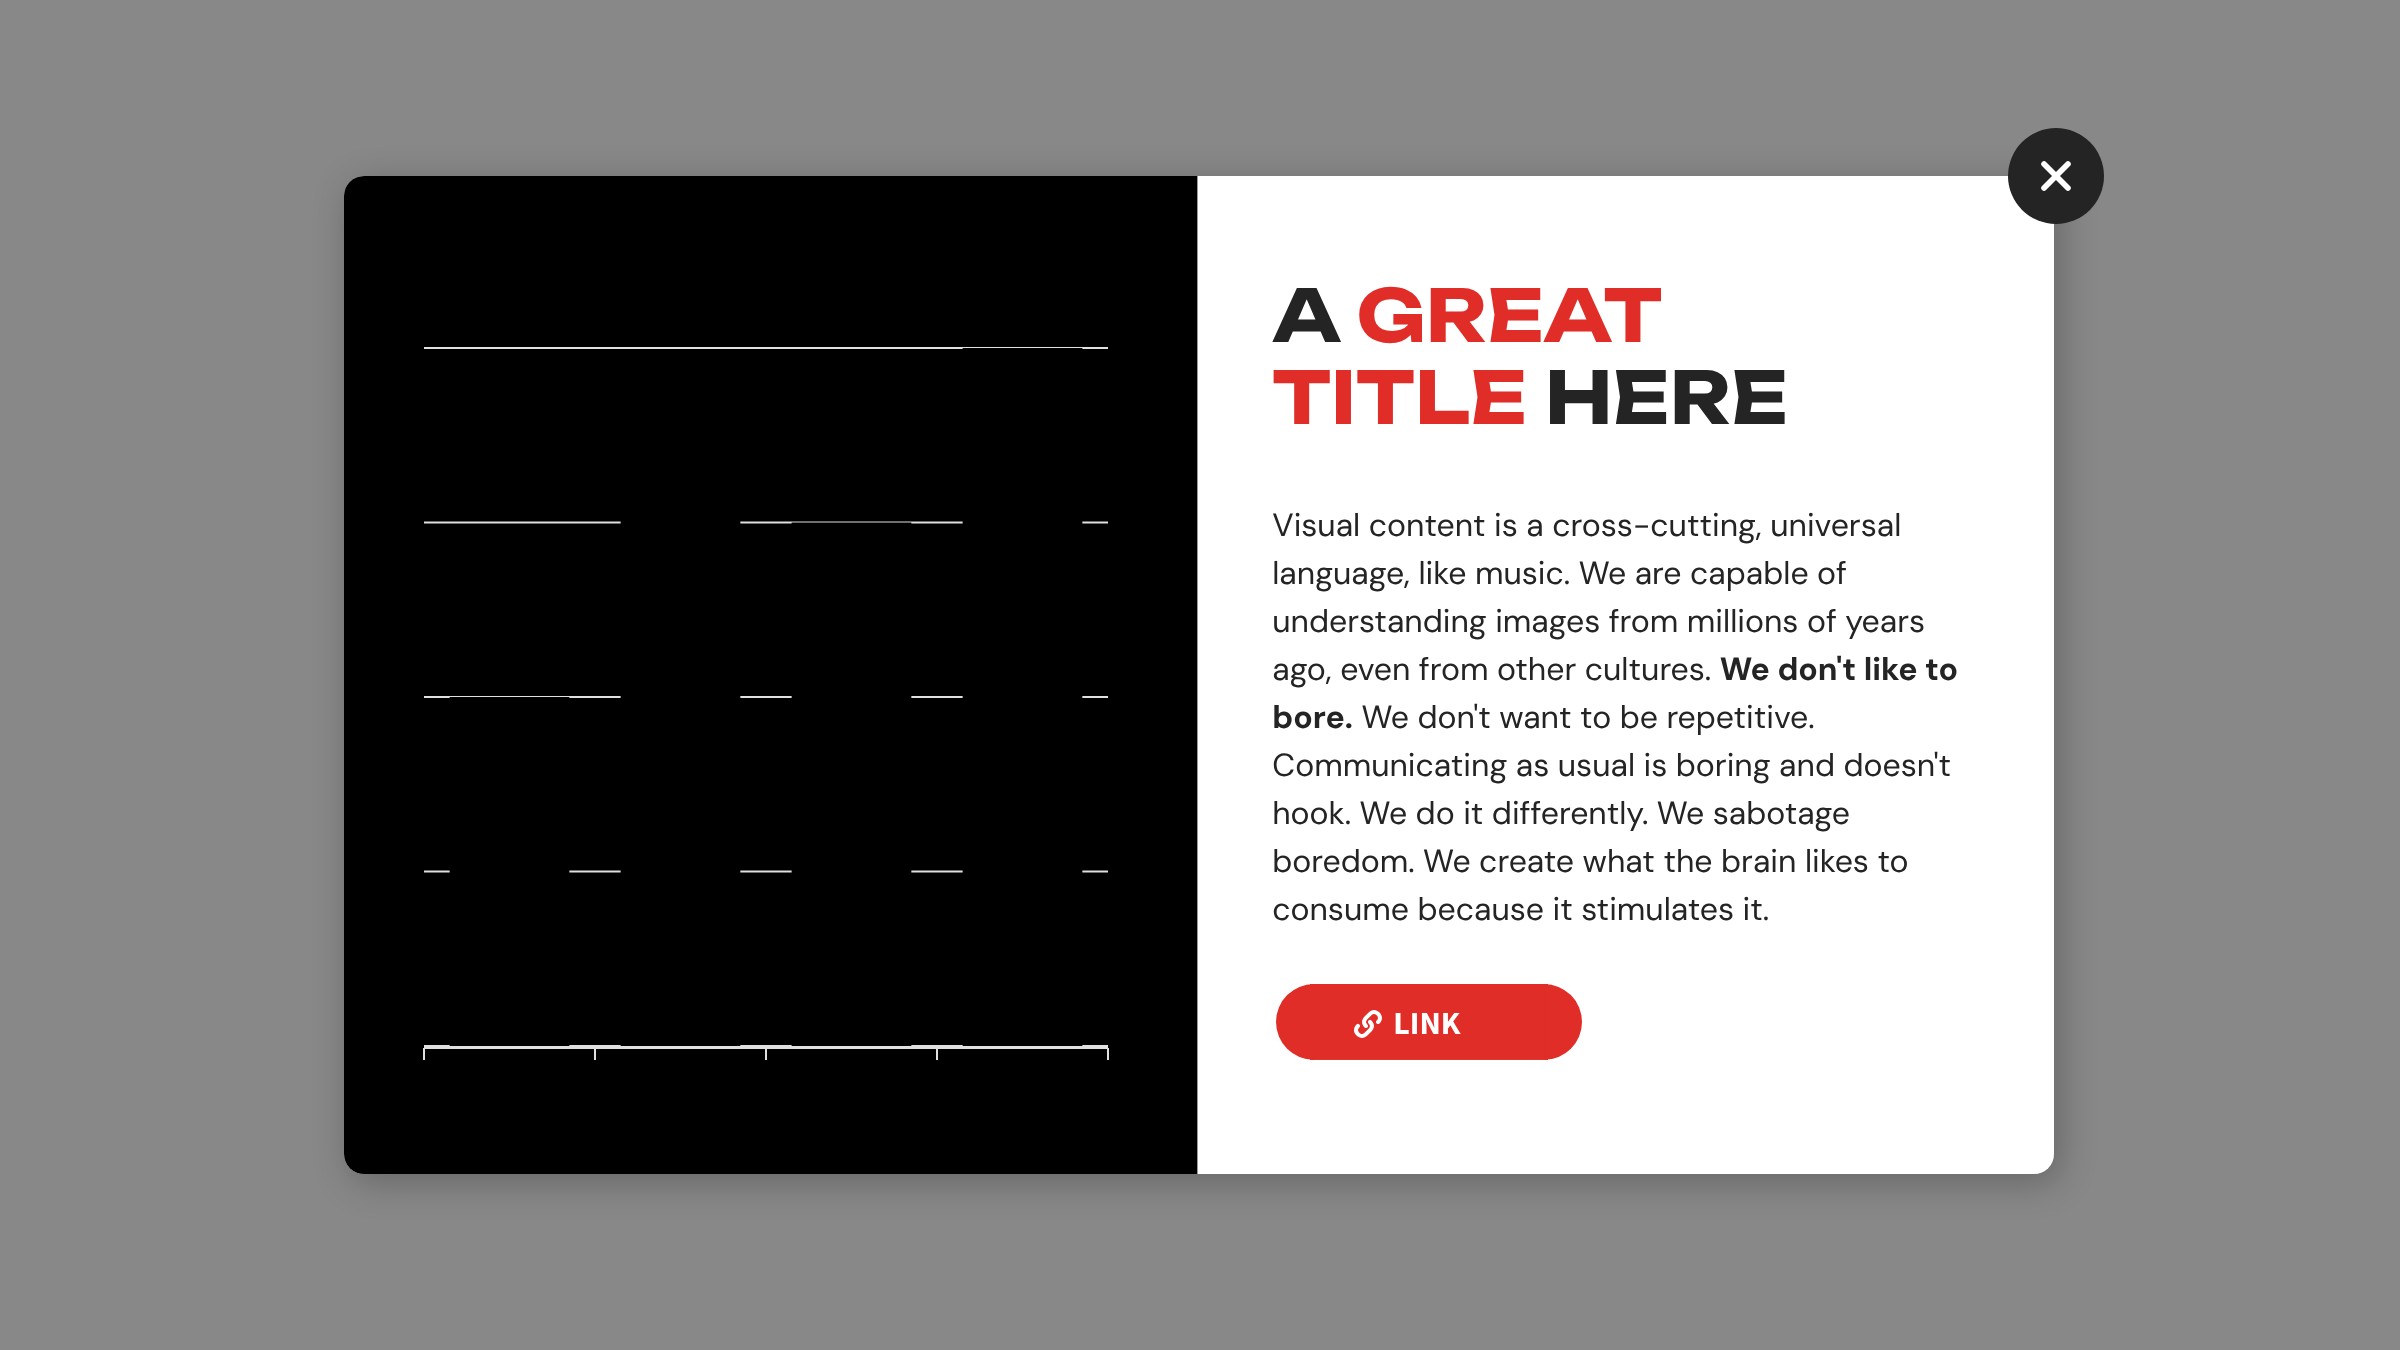 A GREAT
TITLE HERE
Visual content is a cross-cutting, universal
language, like music. We are capable of
understanding images from millions of years
ago, even from other cultures. We don't like to
bore. We don't want to be repetitive.
Communicating as usual is boring and doesn't
hook. We do it differently. We sabotage
boredom. We create what the brain likes to
consume because it stimulates it.
LINK